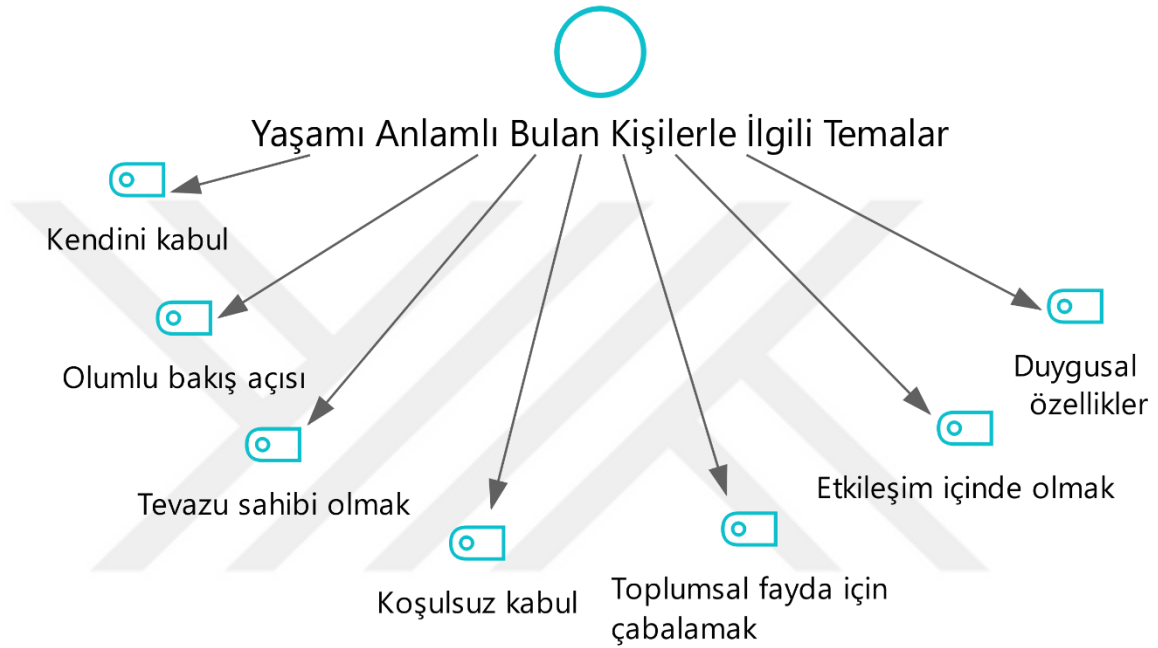 Yaşamı Anlamlı Bulan Kişilerle İlgili Temalar
Kendini kabul
Olumlu bakış açısı
Tevazu sahibi olmak
Koşulsuz kabul
Toplumsal fayda için
çabalamak
Etkileşim içinde olmak
Duygusal
özellikler